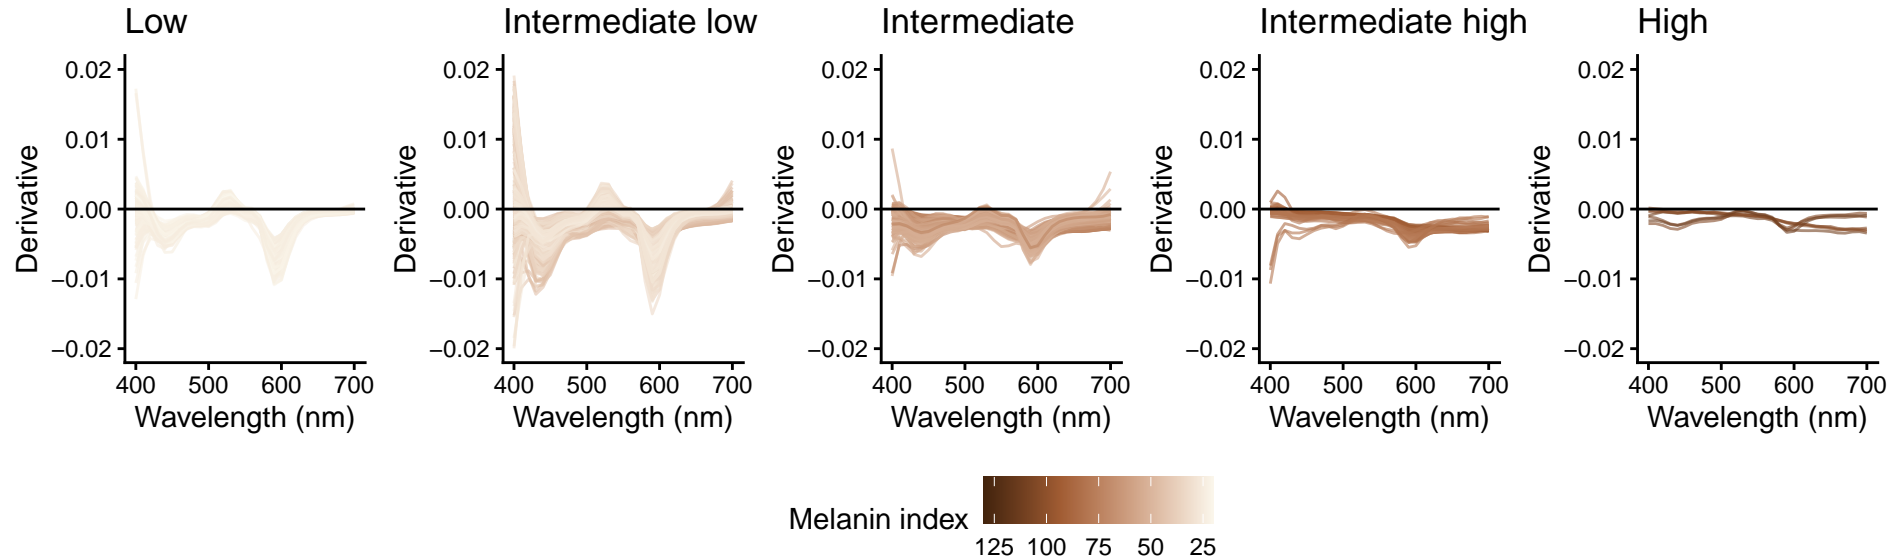 Low
Intermediate low
Intermediate
Intermediate high
High
0.02
0.01
0.00
−0.01
−0.02
Derivative
400 500 600 700
Wavelength (nm)
0.02
0.01
0.00
−0.01
−0.02
Derivative
400 500 600 700
Wavelength (nm)
0.02
0.01
0.00
−0.01
−0.02
Derivative
400 500 600 700
Wavelength (nm)
0.02
0.01
0.00
−0.01
−0.02
Derivative
400 500 600 700
Wavelength (nm)
0.02
0.01
0.00
−0.01
−0.02
Derivative
400 500 600 700
Wavelength (nm)
Melanin index
125 100 75 50 25